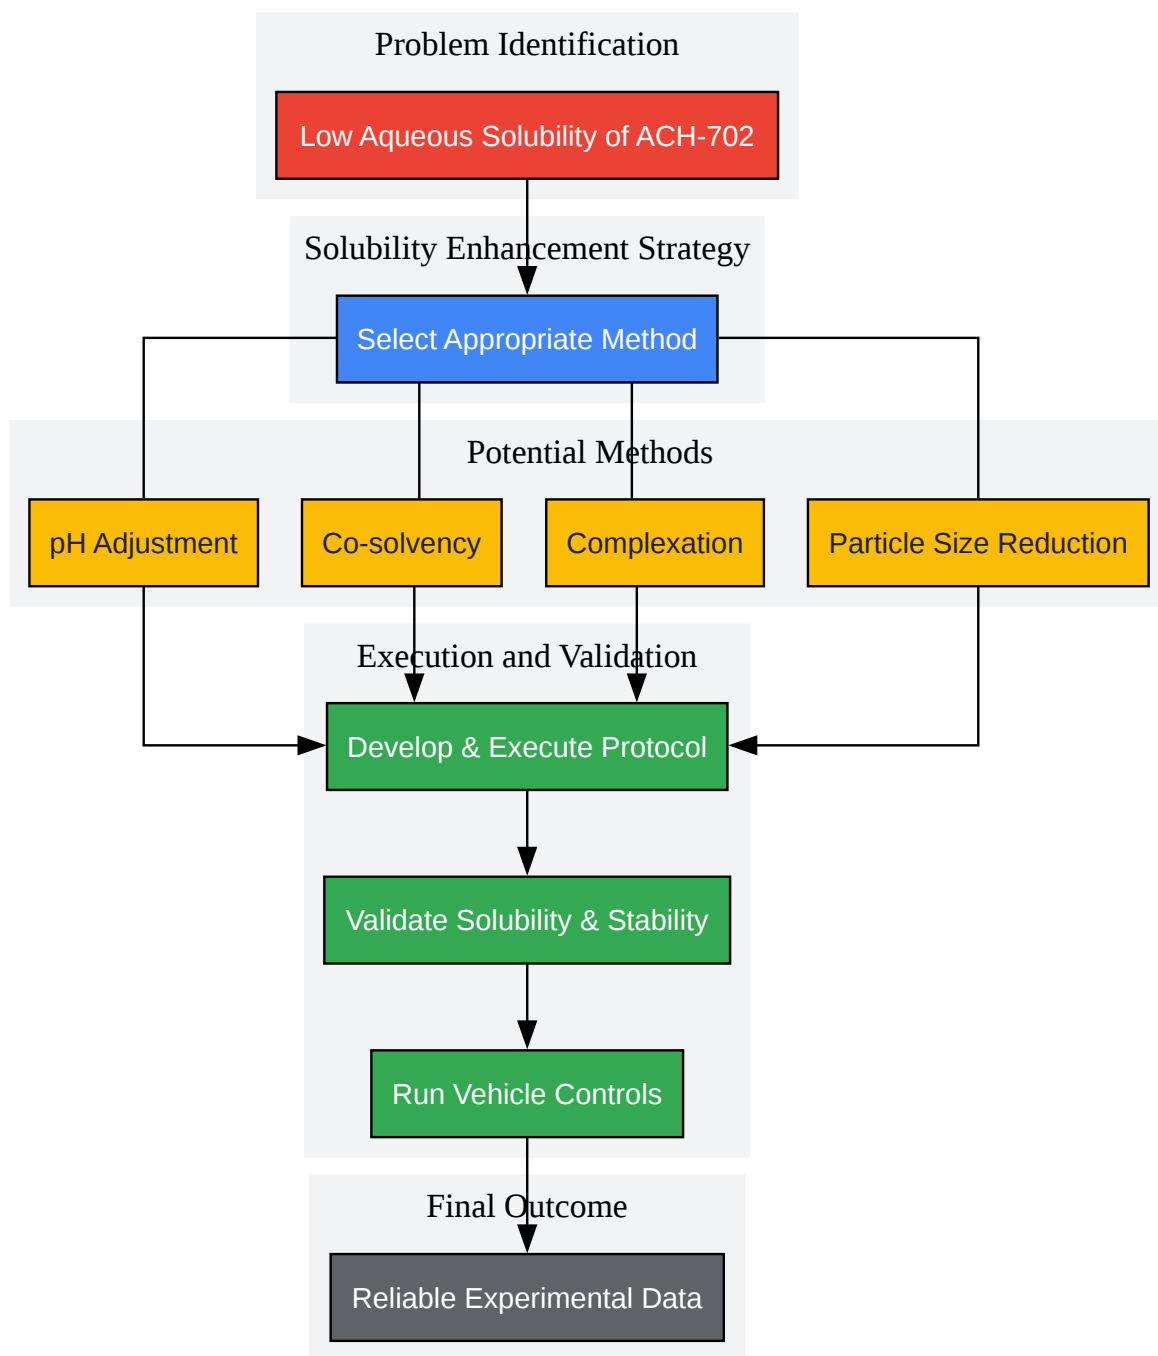 Problem Identification
Low Aqueous Solubility of ACH-702
Solubility Enhancement Strategy
Select Appropriate Method
Potential Methods
pH Adjustment
Co-solvency
Complexation
Particle Size Reduction
Execution and Validation
Develop & Execute Protocol
Validate Solubility & Stability
Run Vehicle Controls
Final Outcome
Reliable Experimental Data